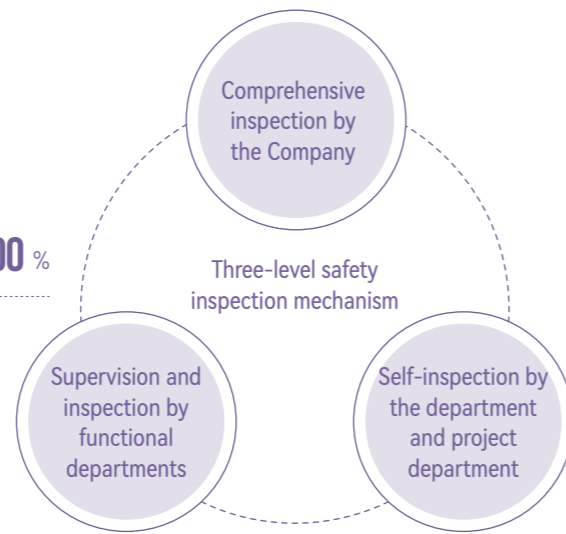 Comprehensive
inspection by
the Company
00 %
Three-level safety
inspection mechanism
Supervision and
inspection by
functional
departments
Self-inspection by
the department
and project
department